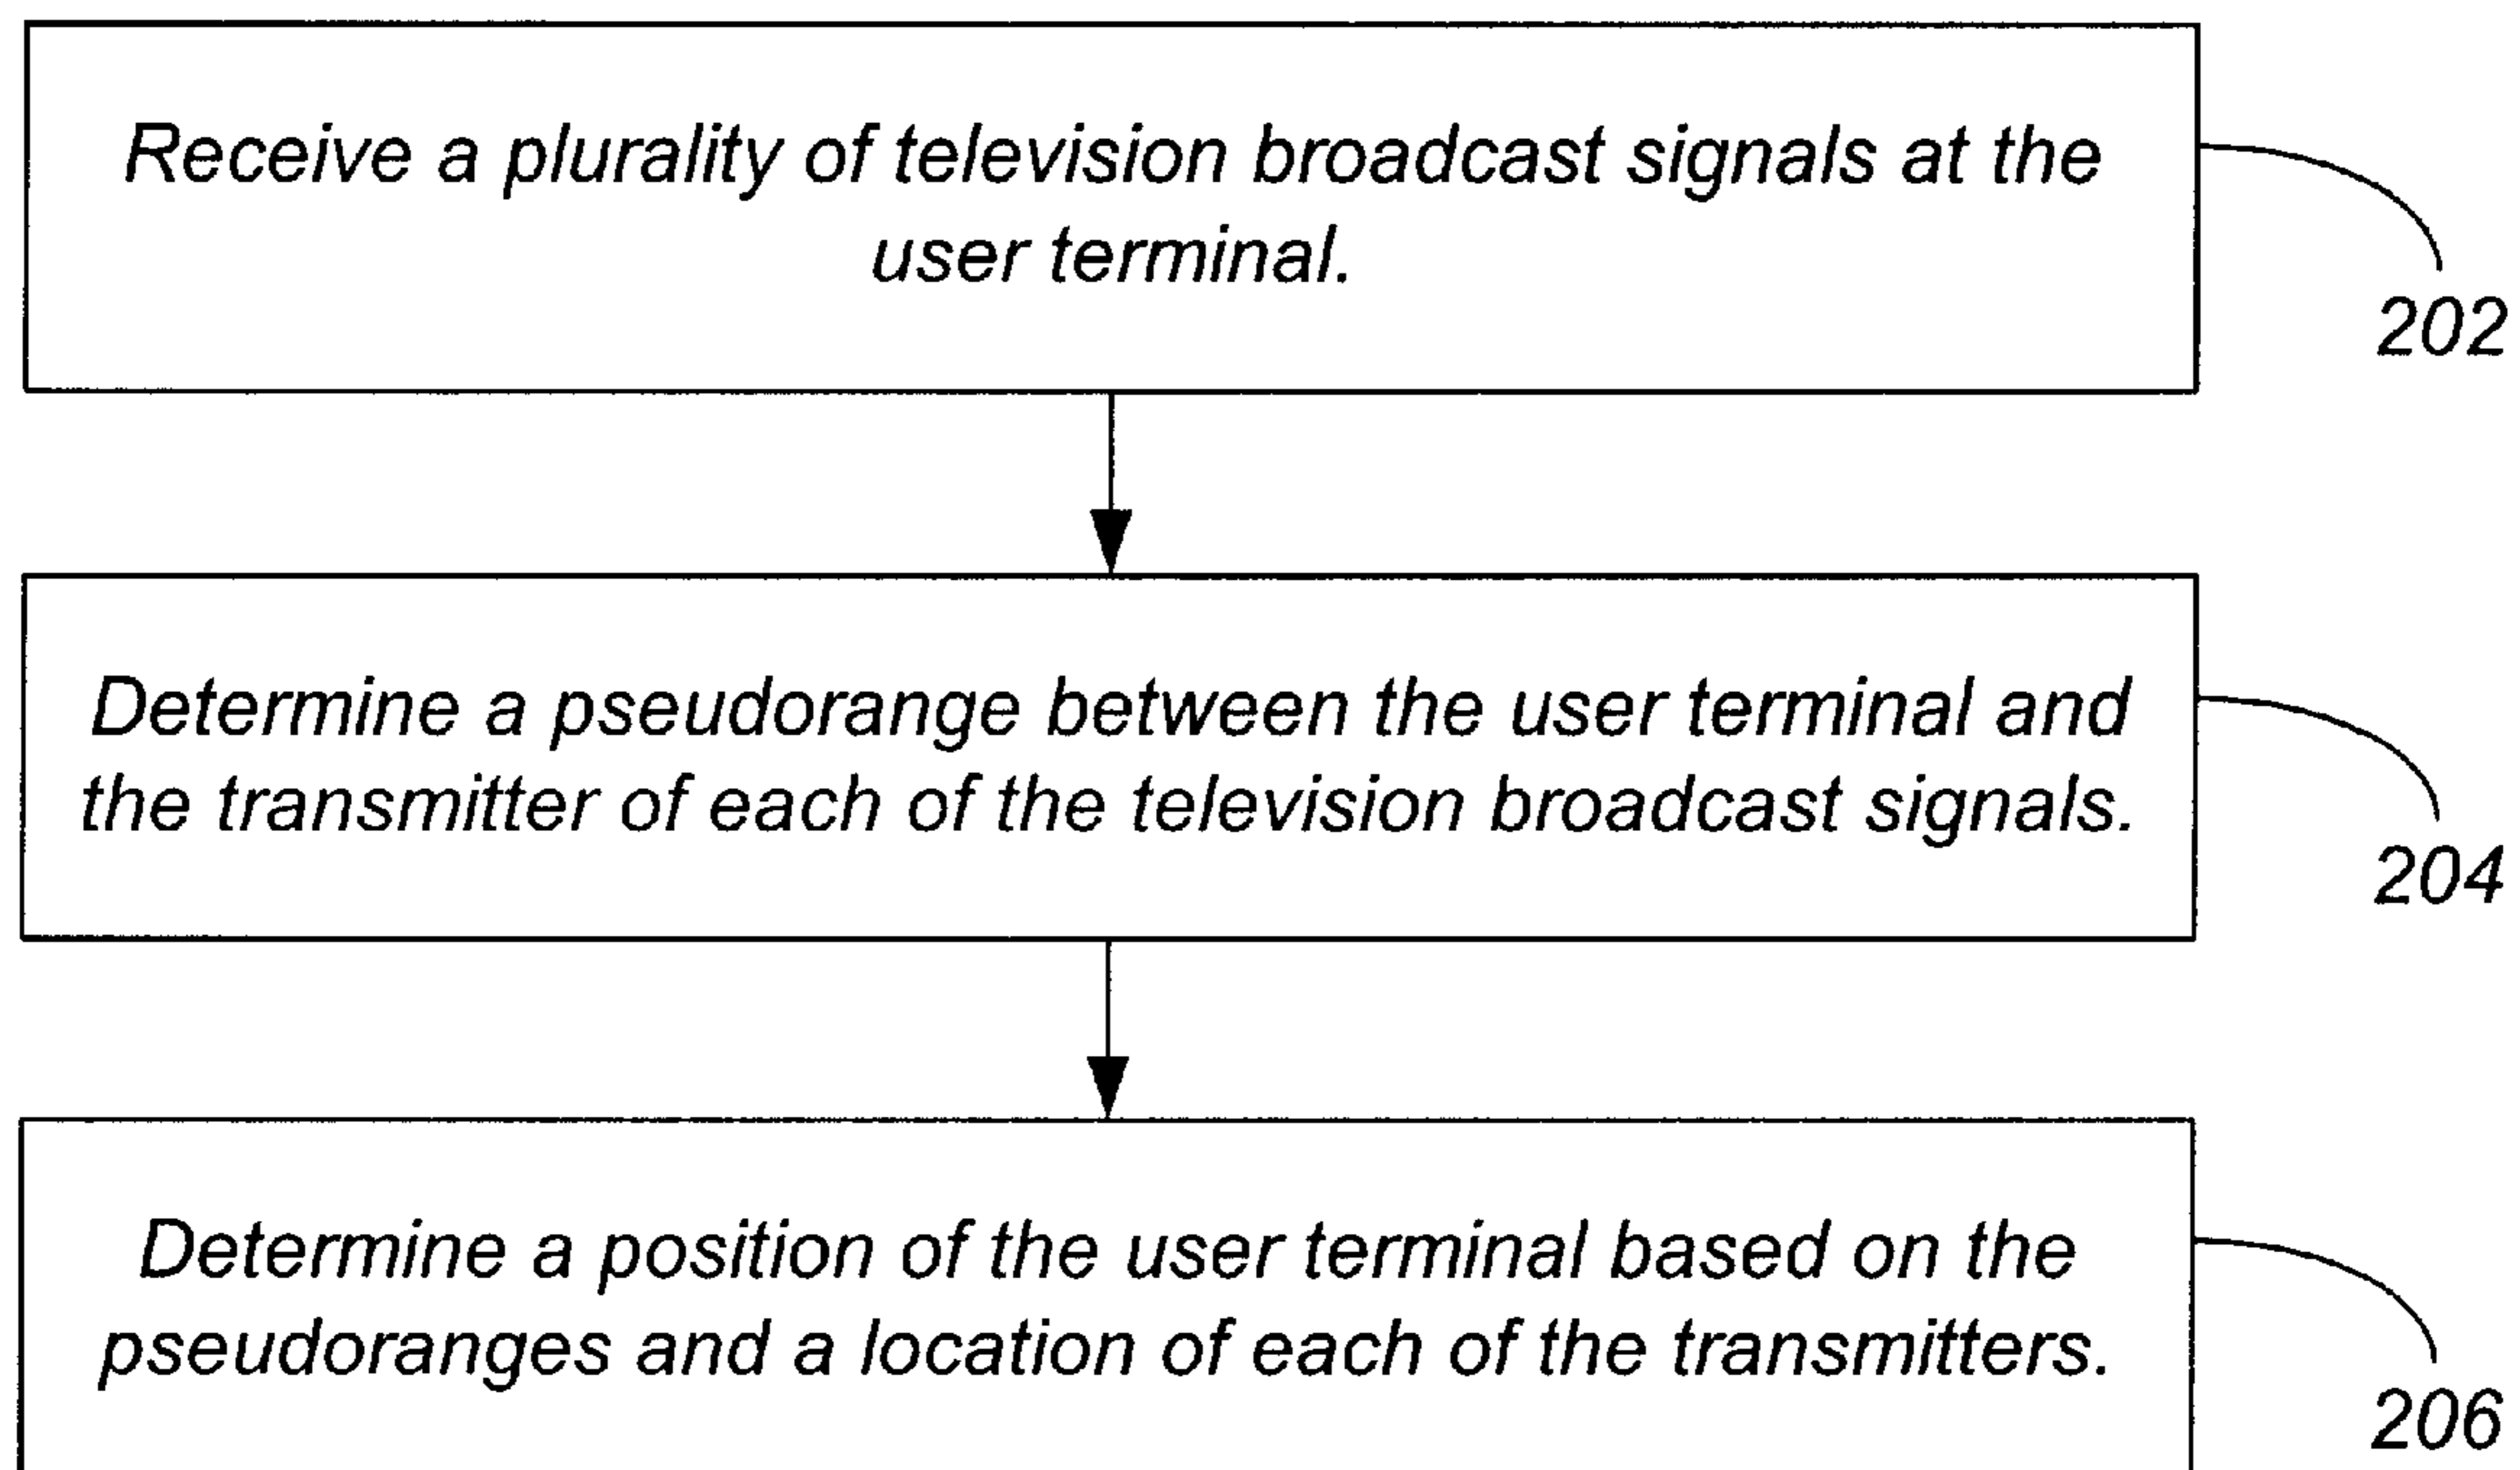 Receive a plurality of television broadcast signals at the
user terminal.
202
Determine a pseudorange between the user terminal and
the transmitter of each of the television broadcast signals.
204
Determine a position of the user terminal based on the
pseudoranges and a location of each of the transmitters.
206